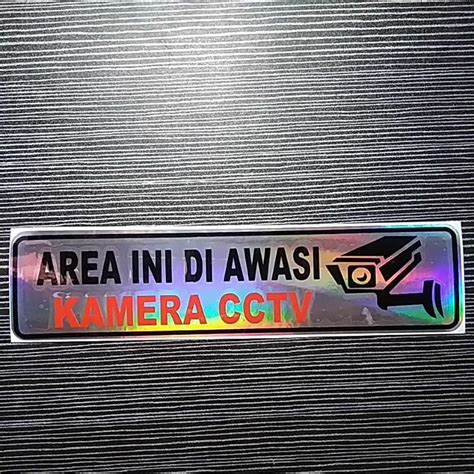 AREA INI DI AWASI
KAMERA CCTV